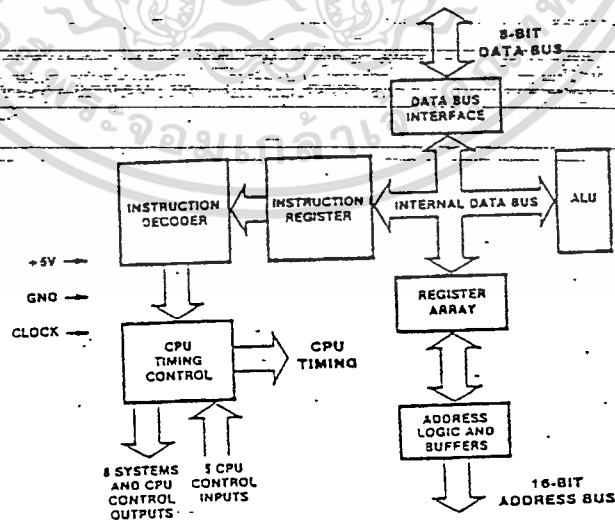 8-BIT
DATA BUS
DATA BUS
INTERFACE
INSTRUCTION
DECODER
INSTRUCTION
REGISTER
INTERNAL DATA BUS
ALU
+5V
GND
CLOCK
REGISTER
ARRAY
CPU
TIMING
CONTROL
CPU
TIMING
ADDRESS
LOGIC AND
BUFFERS
8 SYSTEMS
AND CPU
CONTROL
OUTPUTS
5 CPU
CONTROL
INPUTS
16-BIT
ADDRESS BUS